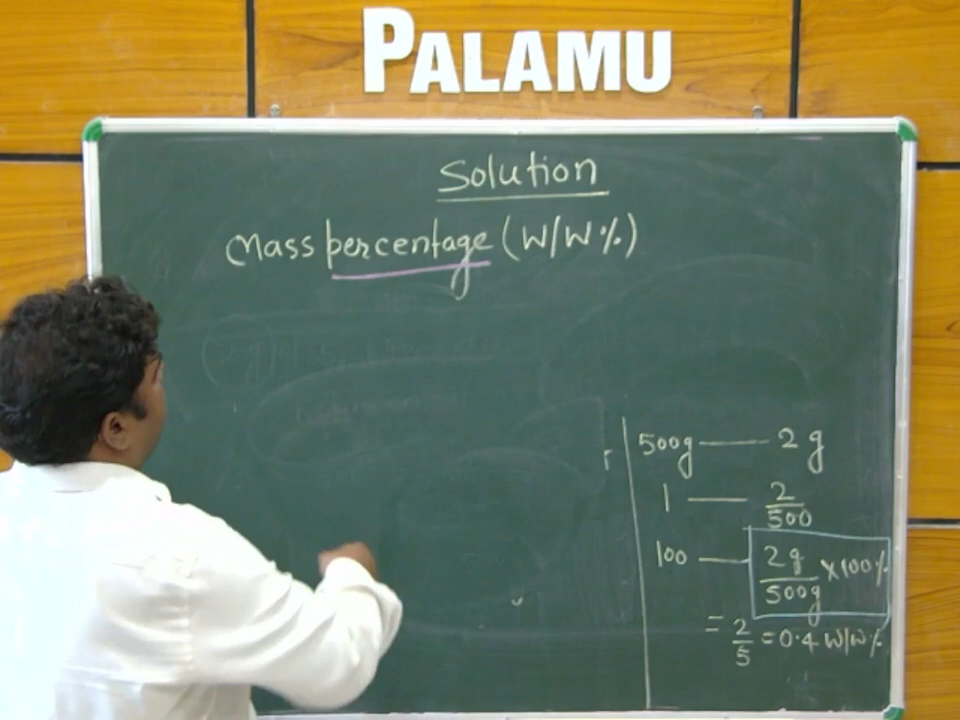 PALAMU
Solution
Mass percentage (W/W%)
500g — 2 g
1 — 2/500
100 — 2g/500g ×100%
= 2/5 = 0.4 W/W%